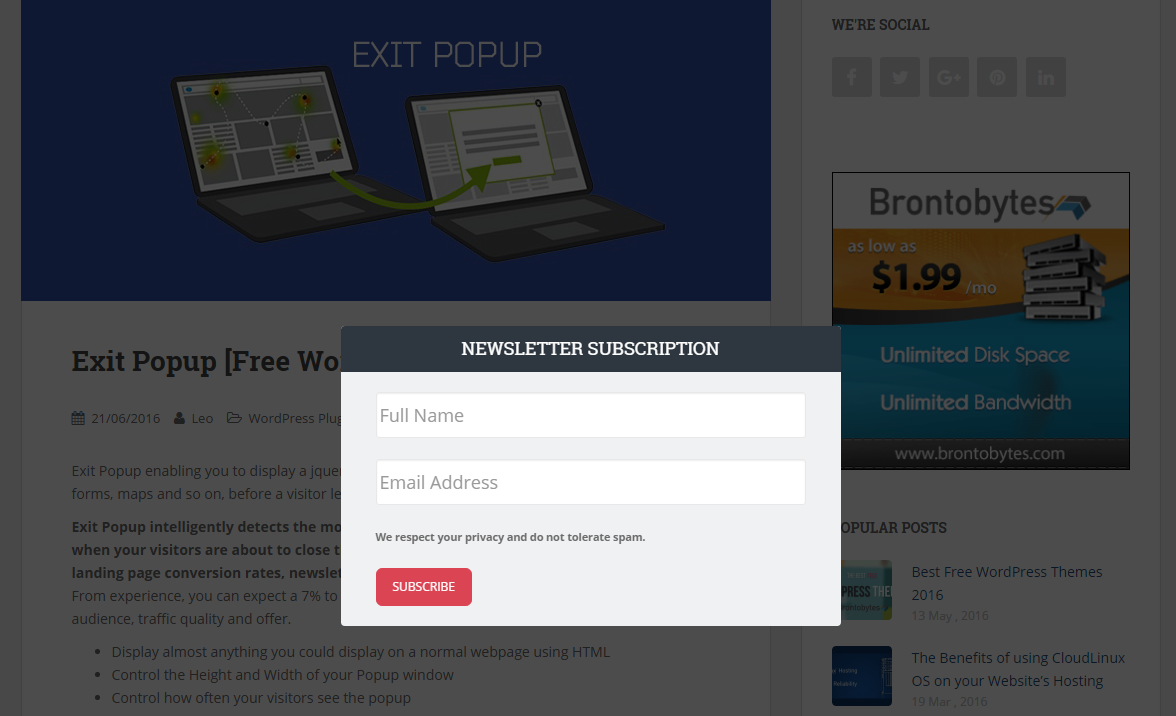 EXIT POPUP
Exit Popup [Free Wo
21/06/2016 Leo WordPress Plug
Exit Popup enabling you to display a jque
forms, maps and so on, before a visitor le
Exit Popup intelligently detects the mo
when your visitors are about to close t
landing page conversion rates, newslet
From experience, you can expect a 7% to
audience, traffic quality and offer.
Display almost anything you could display on a normal webpage using HTML
Control the Height and Width of your Popup window
Control how often your visitors see the popup
NEWSLETTER SUBSCRIPTION
Full Name
Email Address
We respect your privacy and do not tolerate spam.
SUBSCRIBE
WE'RE SOCIAL
Brontobytes
as low as
$1.99 /mo
Unlimited Disk Space
Unlimited Bandwidth
www.brontobytes.com
OPULAR POSTS
Best Free WordPress Themes
2016
13 May , 2016
The Benefits of using CloudLinux
OS on your Website's Hosting
19 Mar , 2016